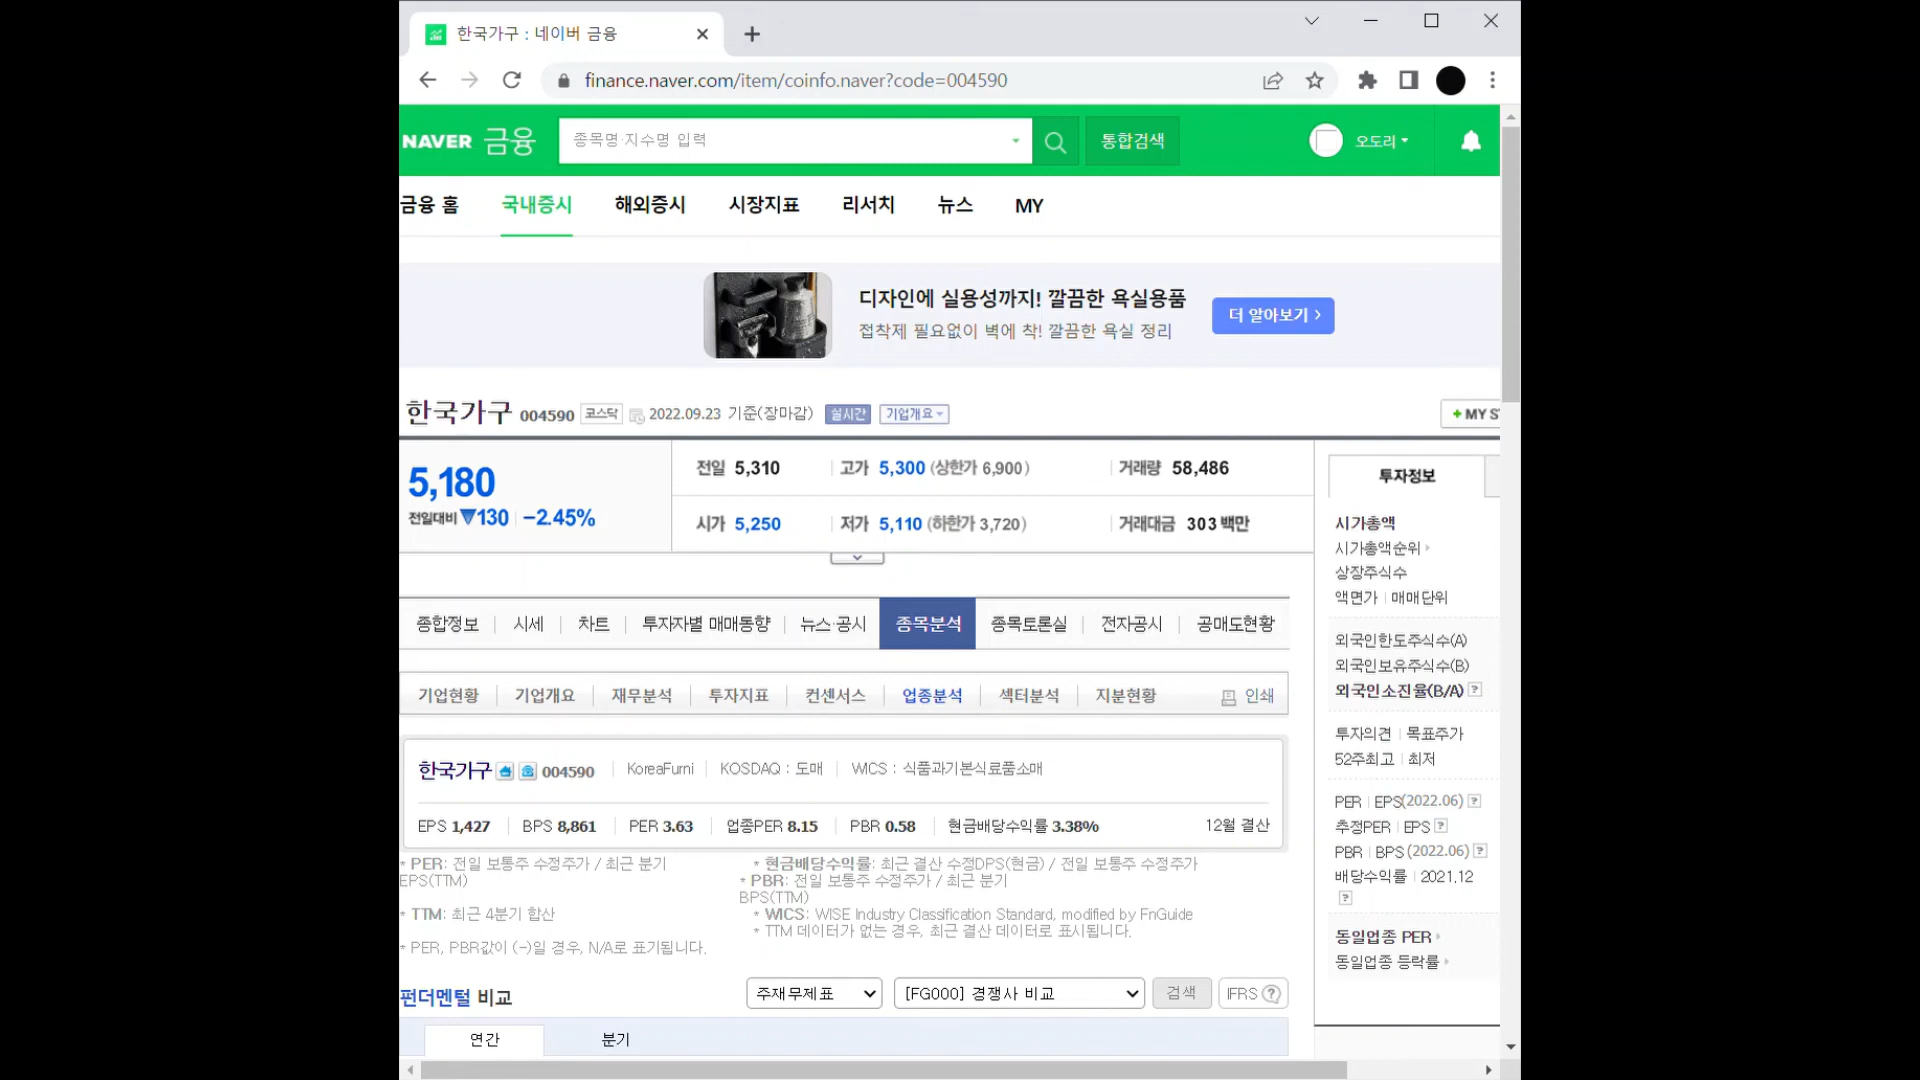 한국가구 : 네이버 금융
finance.naver.com/item/coinfo.naver?code=004590
NAVER 금융 종목명·지수명 입력 통합검색 오도리
금융 홈 국내증시 해외증시 시장지표 리서치 뉴스 MY
디자인에 실용성까지! 깔끔한 욕실용품
접착제 필요없이 벽에 착! 깔끔한 욕실 정리
더 알아보기 >
한국가구 004590 코스닥 2022.09.23 기준(장마감) 실시간 기업개요
+ MY S
5,180
전일대비 ▼130 -2.45%
전일 5,310 고가 5,300 (상한가 6,900) 거래량 58,486
시가 5,250 저가 5,110 (하한가 3,720) 거래대금 303 백만
종합정보 시세 차트 투자자별 매매동향 뉴스·공시 종목분석 종목토론실 전자공시 공매도현황
기업현황 기업개요 재무분석 투자지표 컨센서스 업종분석 섹터분석 지분현황 인쇄
한국가구 004590 KoreaFurni KOSDAQ : 도매 WICS : 식품과기본식료품소매
EPS 1,427 BPS 8,861 PER 3.63 업종PER 8.15 PBR 0.58 현금배당수익률 3.38% 12월 결산
* PER: 전일 보통주 수정주가 / 최근 분기
EPS(TTM)
* 현금배당수익률: 최근 결산 수정DPS(현금) / 전일 보통주 수정주가
* PBR: 전일 보통주 수정주가 / 최근 분기
BPS(TTM)
* TTM: 최근 4분기 합산
* WICS: WISE Industry Classification Standard, modified by FnGuide
* TTM 데이터가 없는 경우, 최근 결산 데이터로 표시됩니다.
* PER, PBR값이 (-)일 경우, N/A로 표기됩니다.
펀더멘털 비교 주재무제표 [FG000] 경쟁사 비교 검색 IFRS ?
연간 분기
투자정보
시가총액
시가총액순위
상장주식수
액면가 매매단위
외국인한도주식수(A)
외국인보유주식수(B)
외국인소진율(B/A) ?
투자의견 목표주가
52주최고 최저
PER EPS(2022.06) ?
추정PER EPS ?
PBR BPS (2022.06) ?
배당수익률 2021.12
?
동일업종 PER
동일업종 등락률